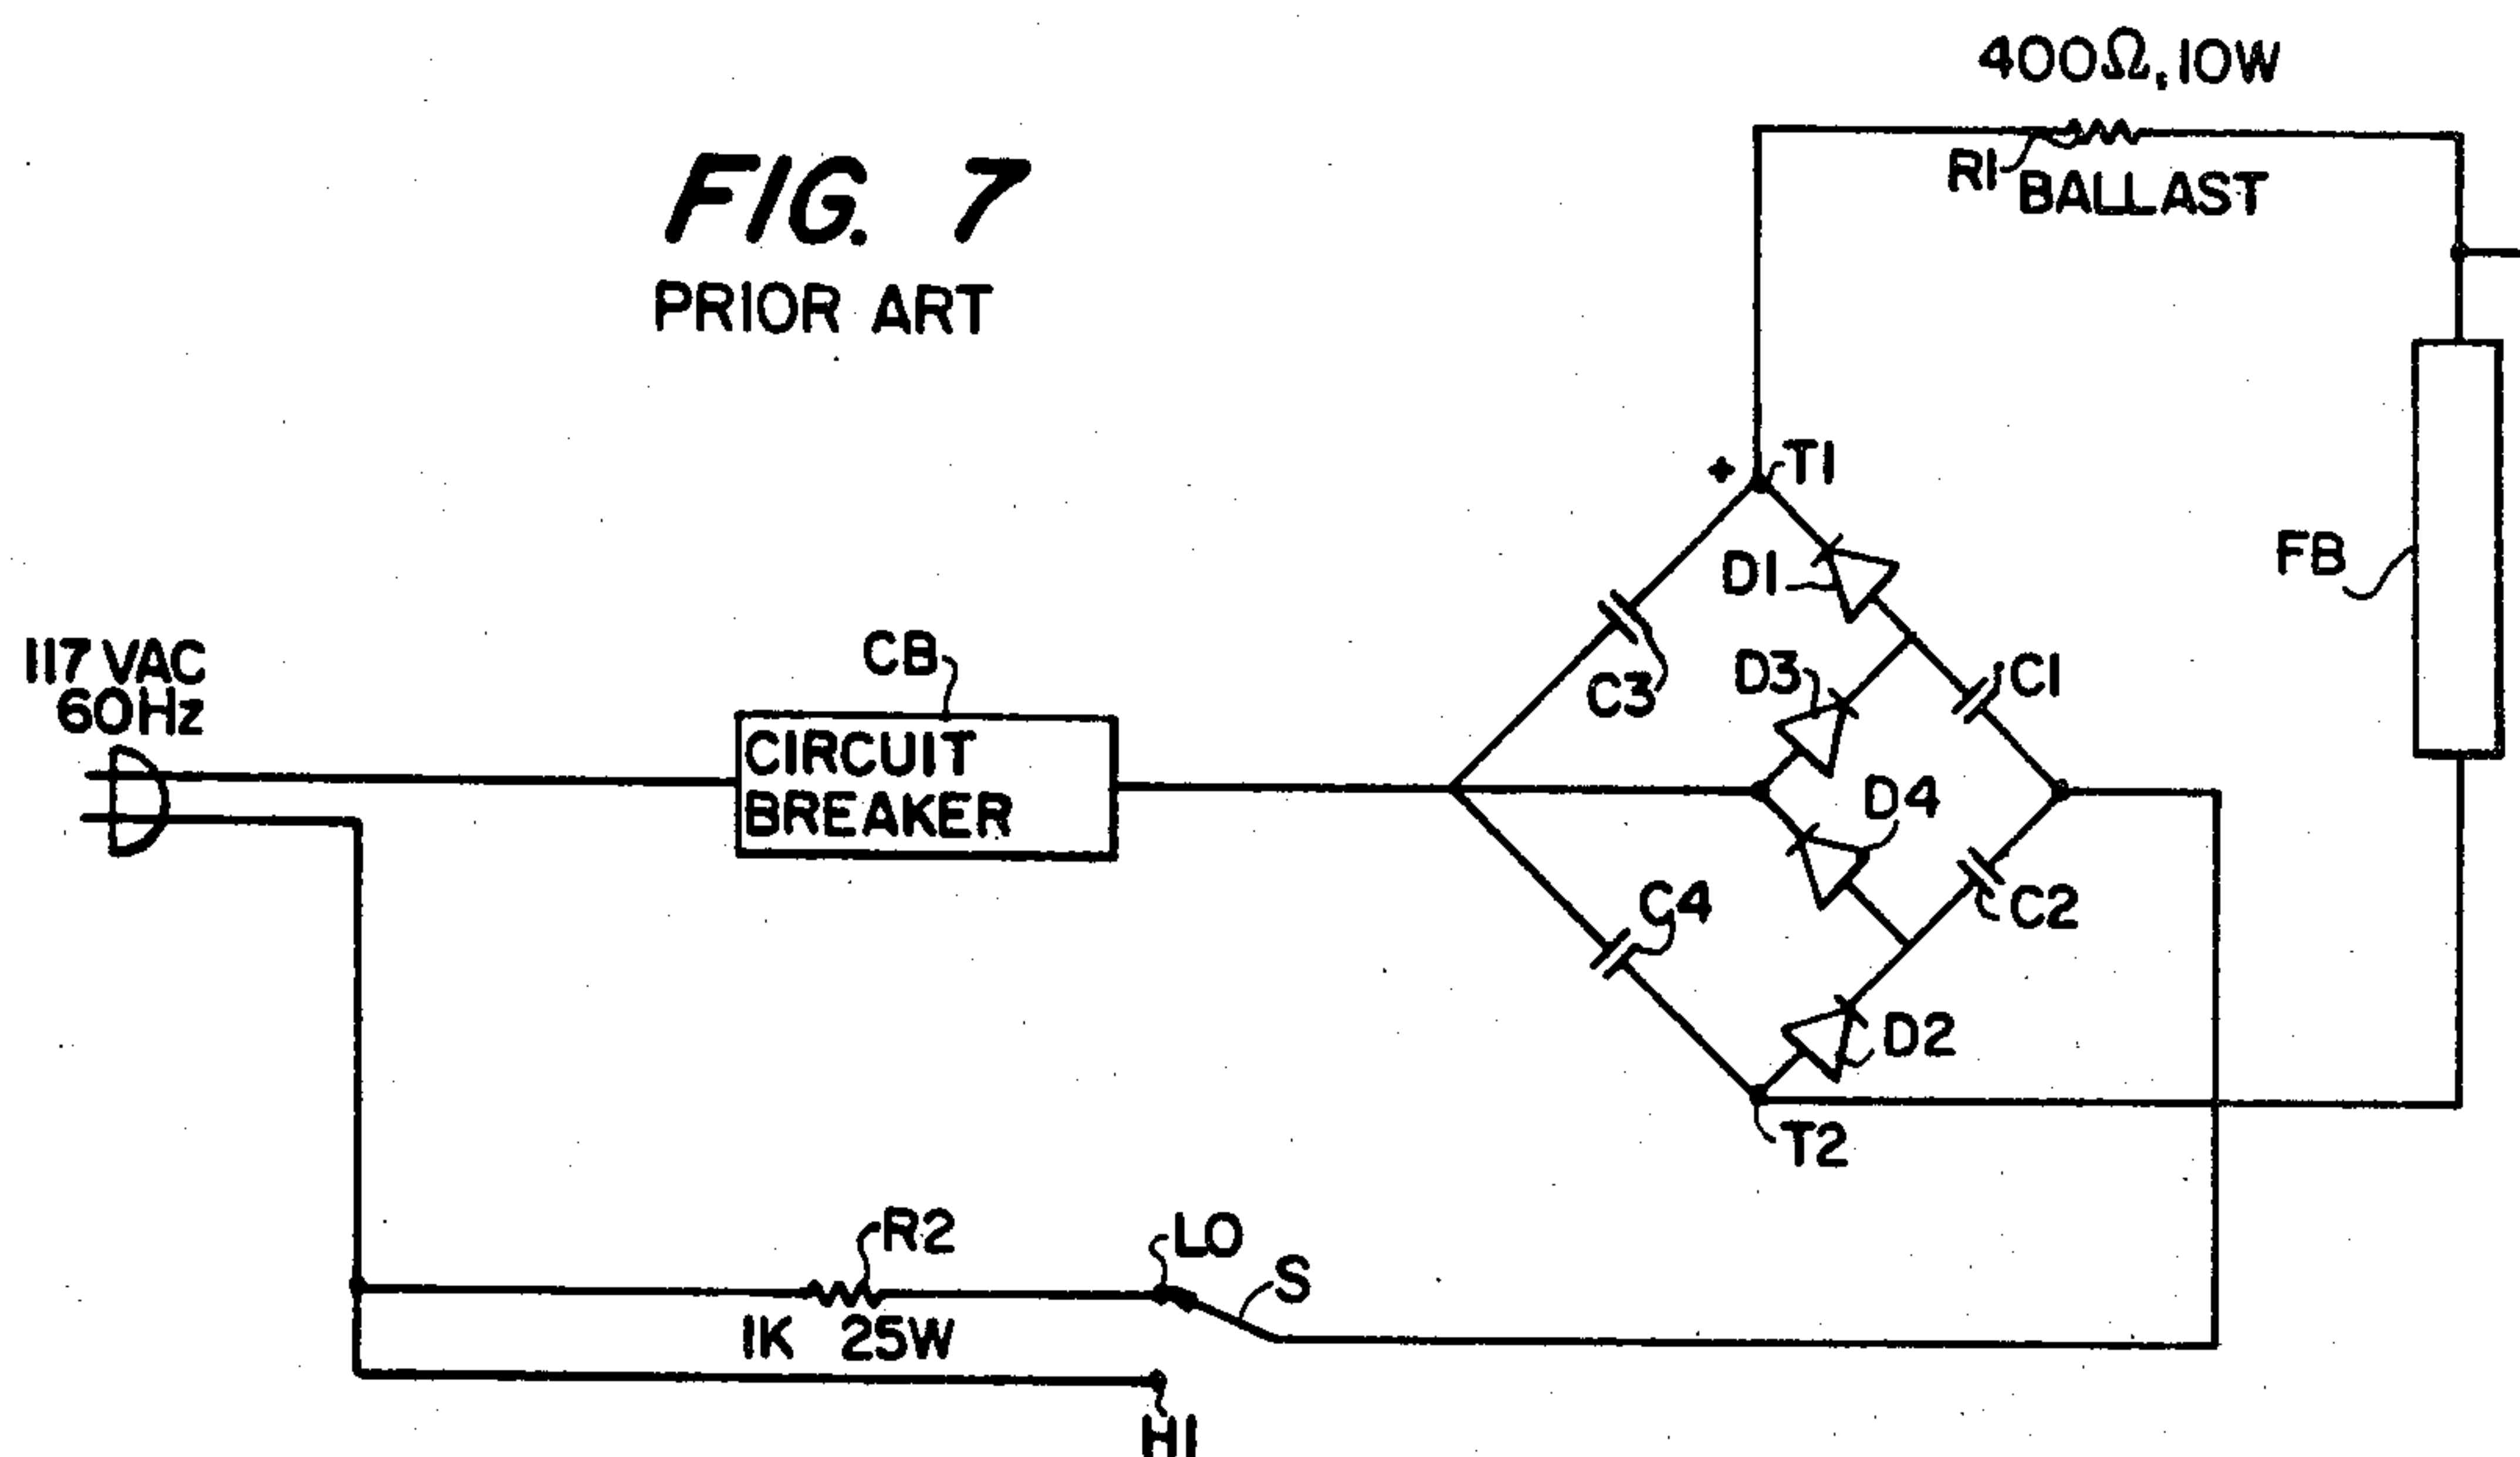 FIG. 7
PRIOR ART
400Ω, 10W
R1
BALLAST
+
T1
D1
FB
C3
D3
C1
117 VAC
60Hz
CB
CIRCUIT
BREAKER
D4
C4
C2
D2
T2
R2
LO
S
1K 25W
HI